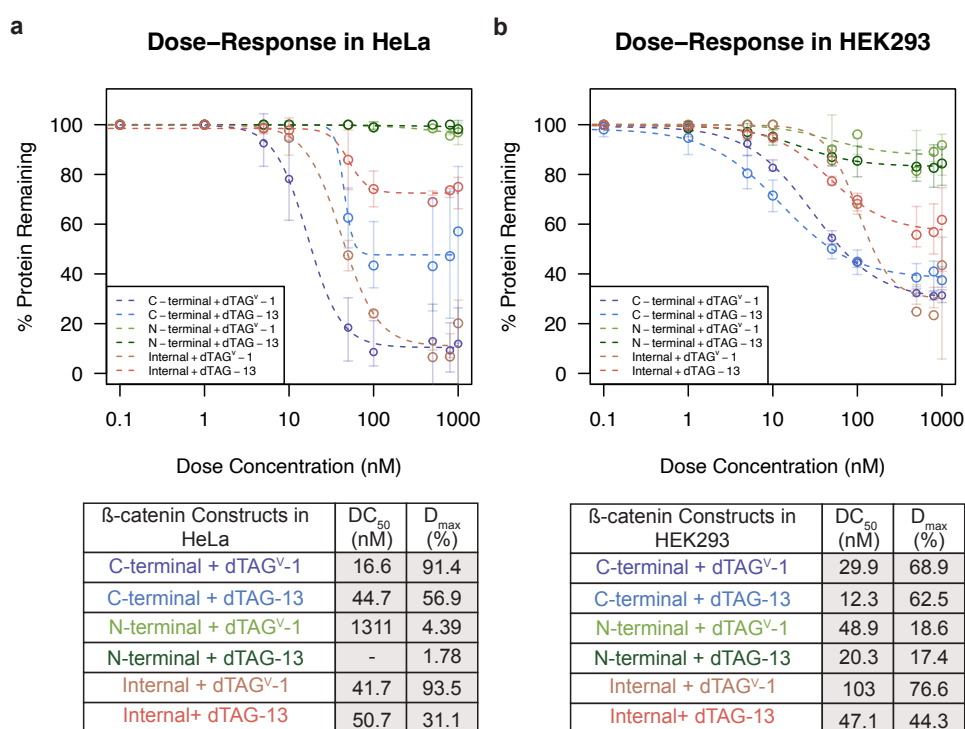 a
Dose–Response in HeLa
% Protein Remaining
100
80
60
40
20
0
C – terminal + dTAGᵛ – 1
C – terminal + dTAG – 13
N – terminal + dTAGᵛ – 1
N – terminal + dTAG – 13
Internal + dTAGᵛ – 1
Internal + dTAG – 13
0.1 1 10 100 1000
Dose Concentration (nM)
b
Dose–Response in HEK293
% Protein Remaining
100
80
60
40
20
0
C – terminal + dTAGᵛ – 1
C – terminal + dTAG – 13
N – terminal + dTAGᵛ – 1
N – terminal + dTAG – 13
Internal + dTAGᵛ – 1
Internal + dTAG – 13
0.1 1 10 100 1000
Dose Concentration (nM)
ß-catenin Constructs in HeLa DC₅₀ (nM) Dmax (%)
C-terminal + dTAGⱽ-1 16.6 91.4
C-terminal + dTAG-13 44.7 56.9
N-terminal + dTAGⱽ-1 1311 4.39
N-terminal + dTAG-13 - 1.78
Internal + dTAGⱽ-1 41.7 93.5
Internal+ dTAG-13 50.7 31.1
ß-catenin Constructs in HEK293 DC₅₀ (nM) Dmax (%)
C-terminal + dTAGⱽ-1 29.9 68.9
C-terminal + dTAG-13 12.3 62.5
N-terminal + dTAGⱽ-1 48.9 18.6
N-terminal + dTAG-13 20.3 17.4
Internal + dTAGⱽ-1 103 76.6
Internal+ dTAG-13 47.1 44.3